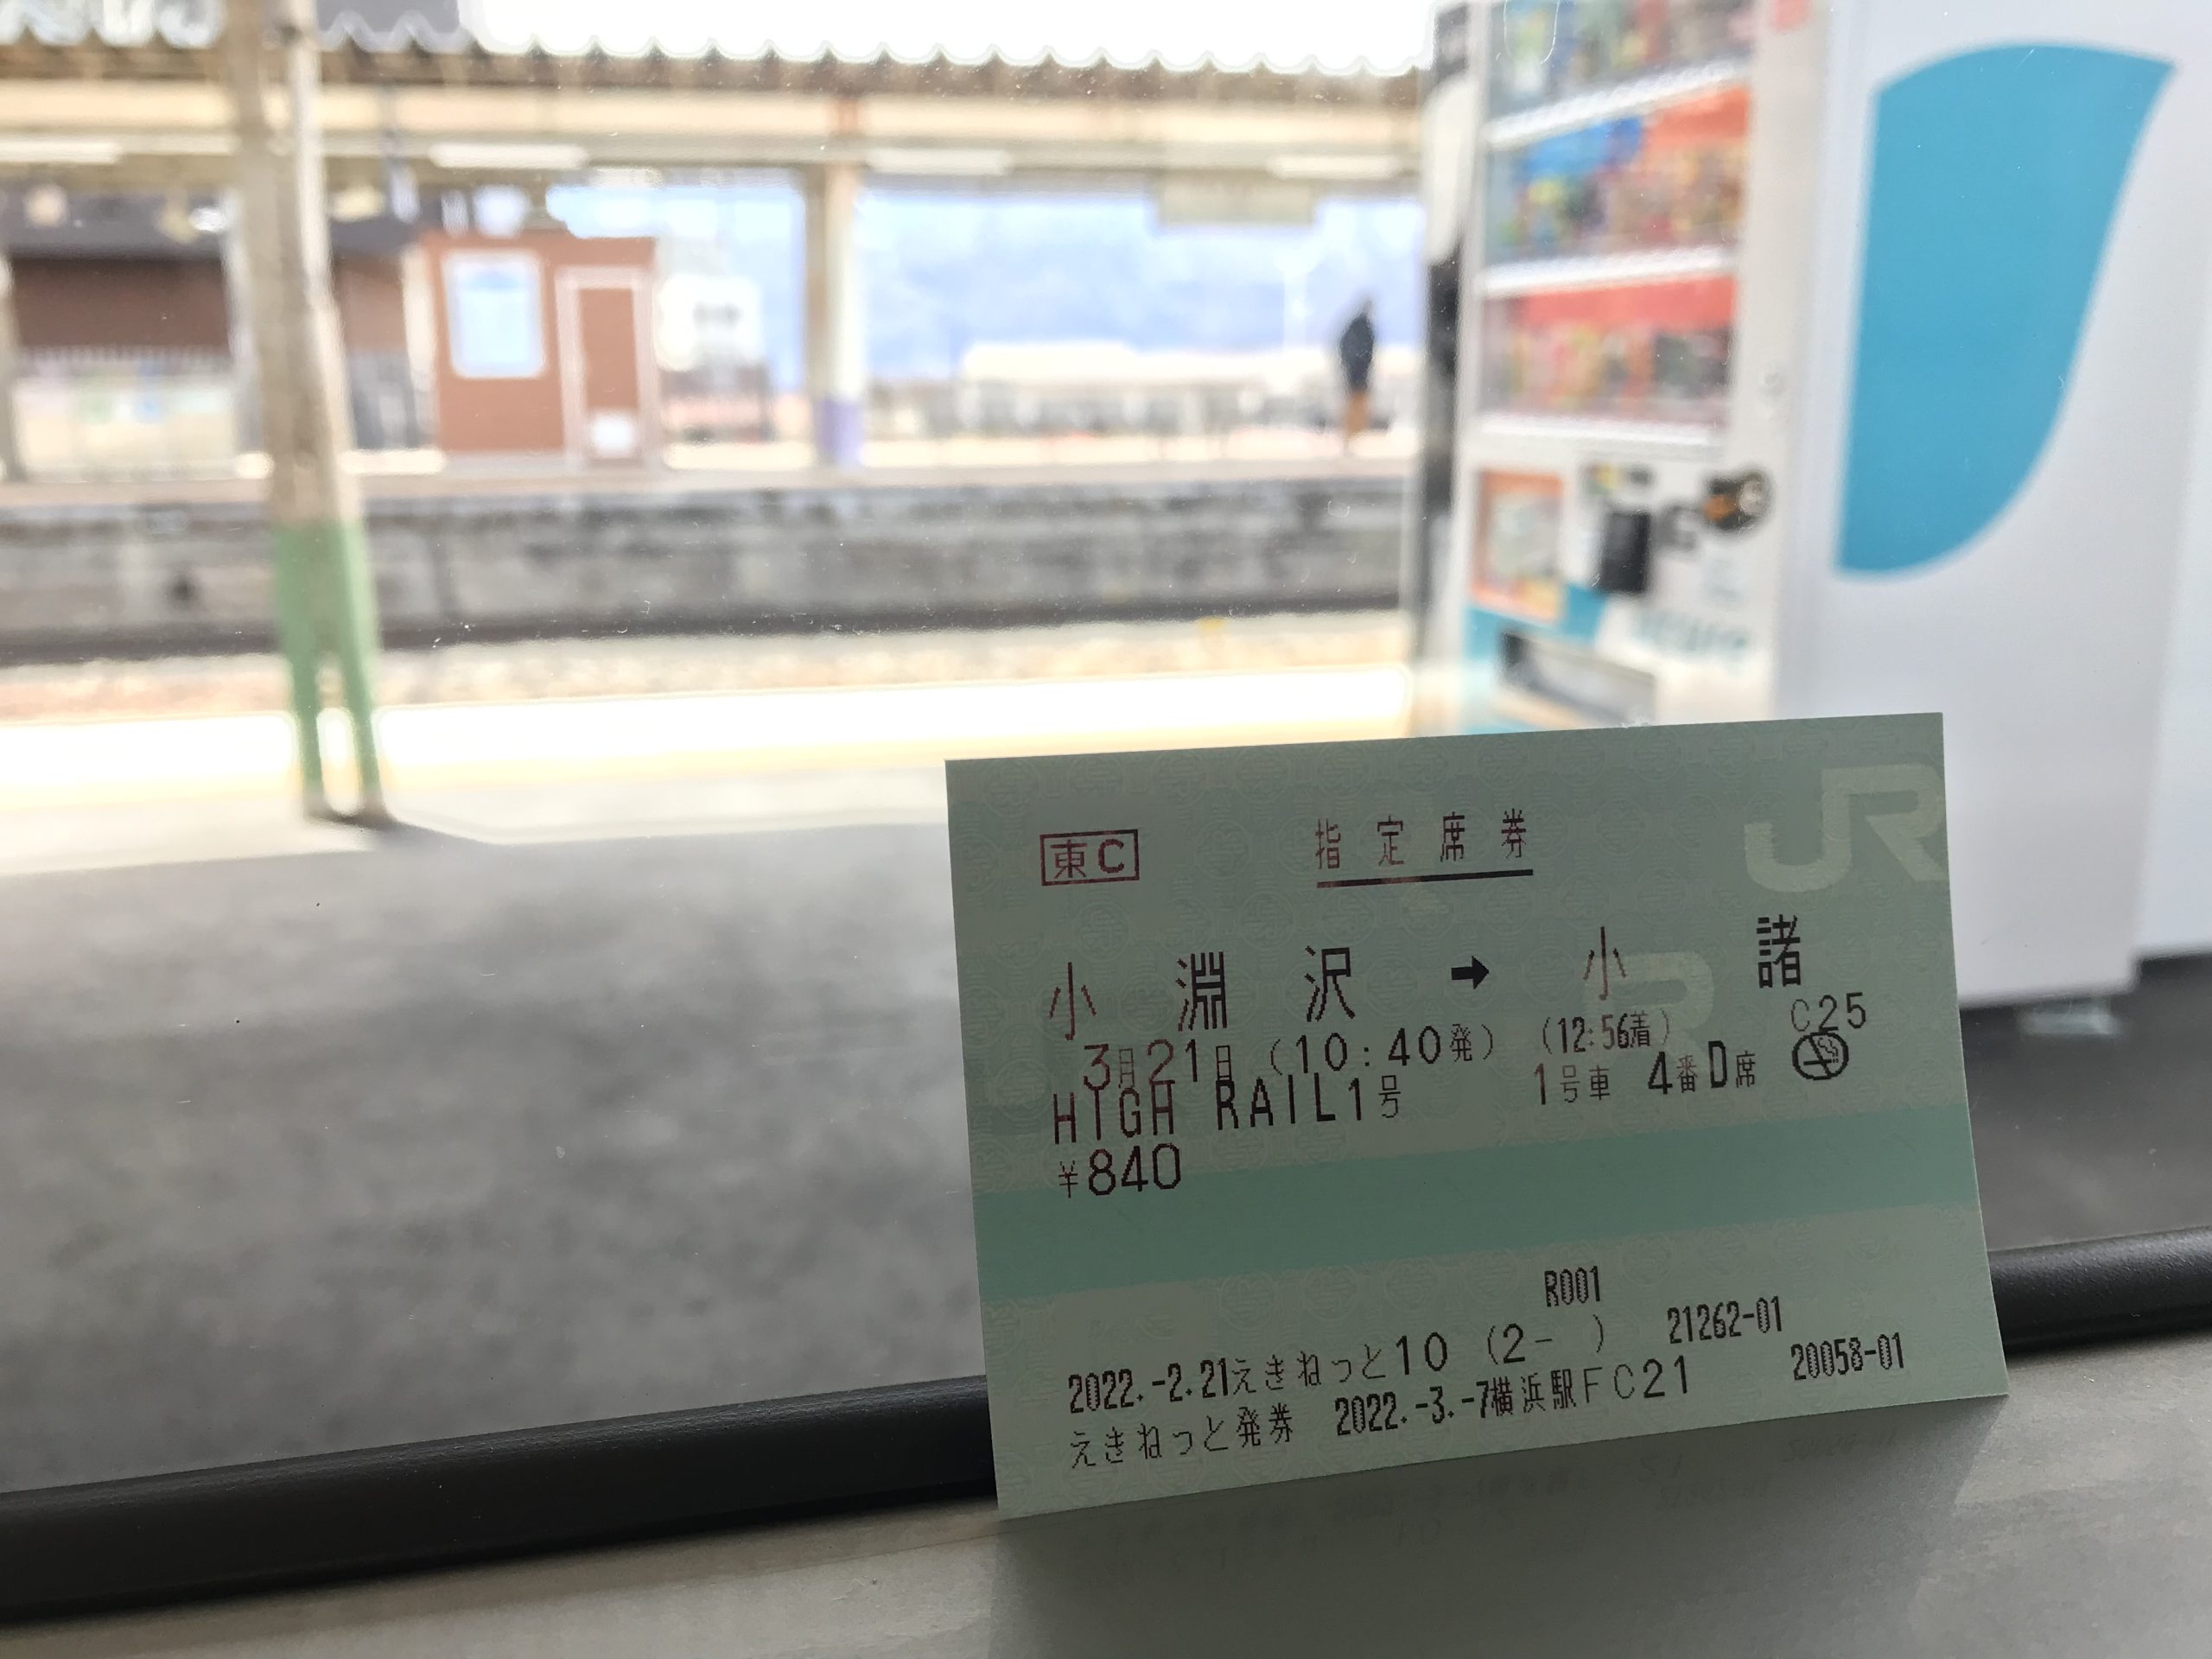 東C 指定席券
JR
小淵沢 → 小諸
3月21日 (10:40発) (12:56着) C25
HIGH RAIL1号 1号車 4番D席
¥840
R001
2022.-2.21えきねっと10 (2- ) 21262-01
えきねっと発券 2022.-3.-7横浜駅FC21 20058-01